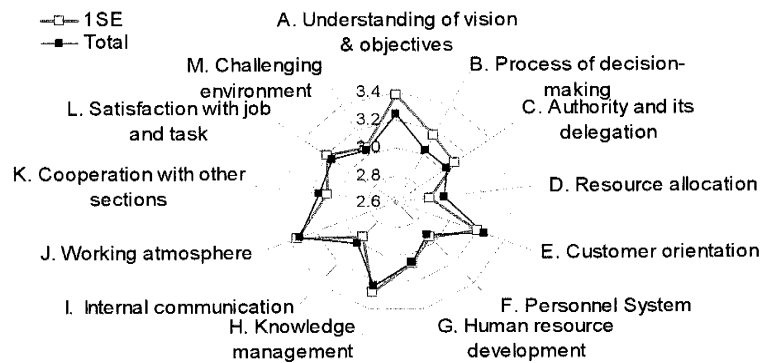 1SE
Total
A. Understanding of vision
& objectives
B. Process of decision-
making
C. Authority and its
delegation
D. Resource allocation
E. Customer orientation
F. Personnel System
G. Human resource
development
H. Knowledge
management
I. Internal communication
J. Working atmosphere
K. Cooperation with other
sections
L. Satisfaction with job
and task
M. Challenging
environment
3.4
3.2
3.0
2.8
2.6